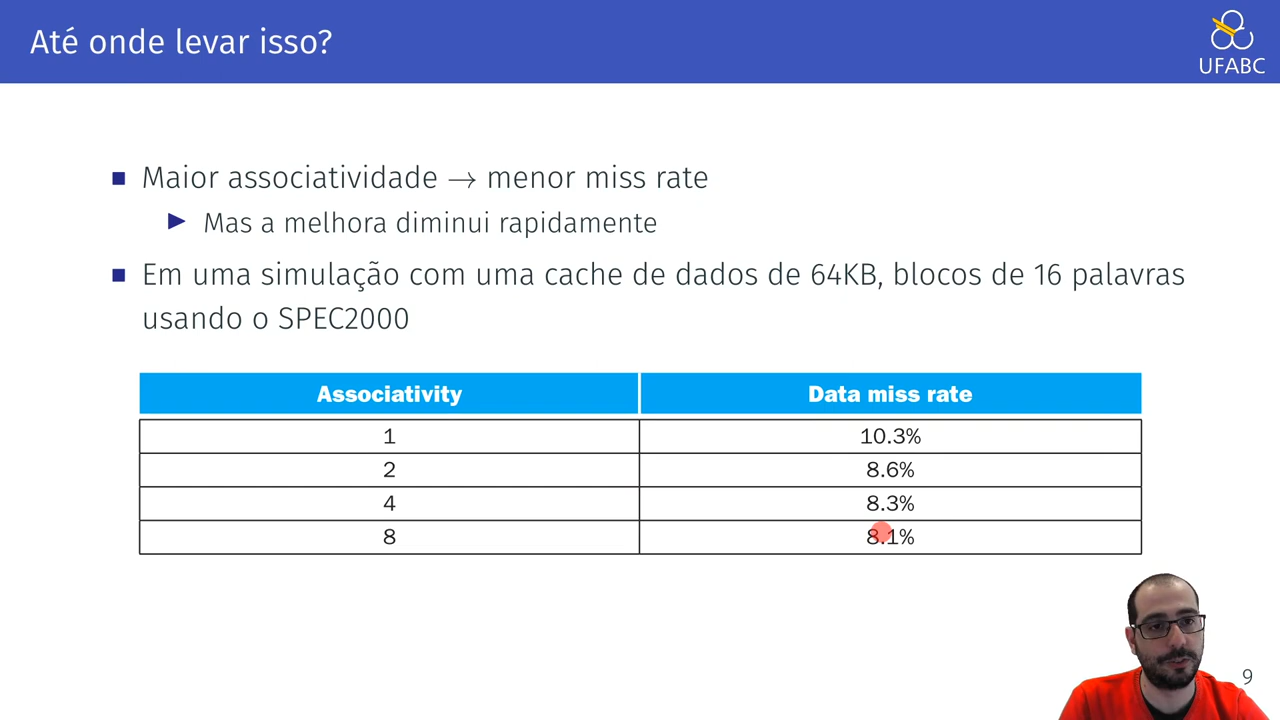 Até onde levar isso?
UFABC
Maior associatividade → menor miss rate
Mas a melhora diminui rapidamente
Em uma simulação com uma cache de dados de 64KB, blocos de 16 palavras
usando o SPEC2000
Associativity Data miss rate
1 10.3%
2 8.6%
4 8.3%
8 8.1%
9